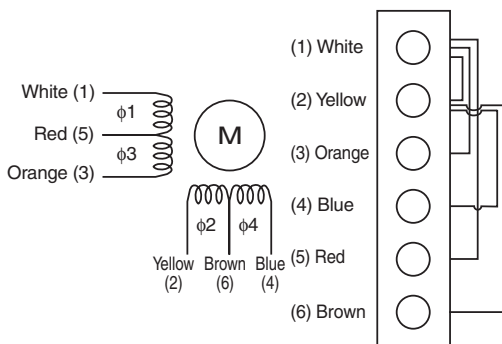 White (1)
ϕ1
Red (5)
ϕ3
Orange (3)
M
ϕ2 ϕ4
Yellow Brown Blue
(2) (6) (4)
(1) White
(2) Yellow
(3) Orange
(4) Blue
(5) Red
(6) Brown